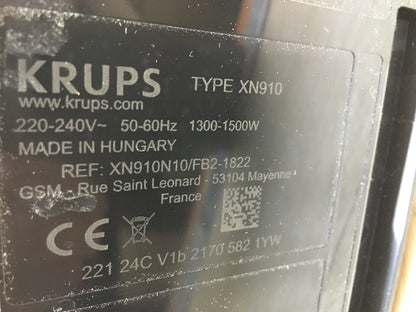 KRUPS TYPE XN910
www.krups.com
220-240V~ 50-60Hz 1300-1500W
MADE IN HUNGARY
REF: XN910N10/FB2-1822
GSM - Rue Saint Leonard - 53104 Mayenne
France
CE
221 24C V1b 2170 582 1YW